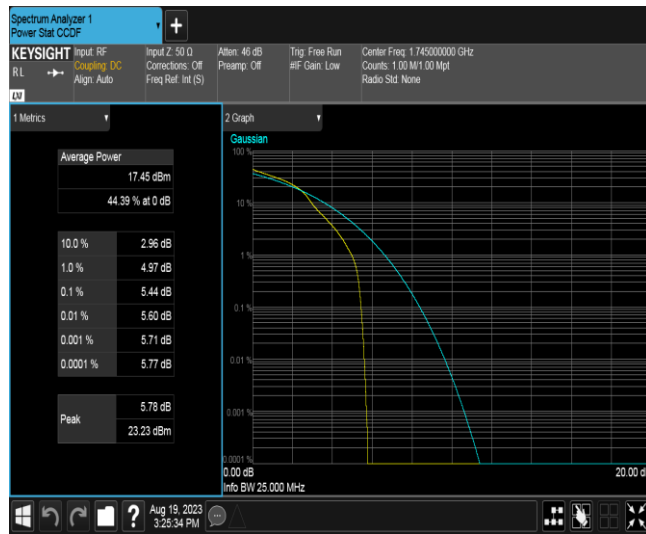 Spectrum Analyzer 1
Power Stat CCDF
KEYSIGHT
RL
LXI
Input: RF
Coupling: DC
Align: Auto
Input Z: 50 Ω
Corrections: Off
Freq Ref: Int (S)
Atten: 46 dB
Preamp: Off
Trig: Free Run
#IF Gain: Low
Center Freq: 1.745000000 GHz
Counts: 1.00 M/1.00 Mpt
Radio Std: None
1 Metrics
Average Power
17.45 dBm
44.39 % at 0 dB
10.0 % 2.96 dB
1.0 % 4.97 dB
0.1 % 5.44 dB
0.01 % 5.60 dB
0.001 % 5.71 dB
0.0001 % 5.77 dB
Peak
5.78 dB
23.23 dBm
2 Graph
Gaussian
100 %
10 %
1 %
0.1 %
0.01 %
0.001 %
0.0001 %
0.00 dB
20.00 d
Info BW 25.000 MHz
?
Aug 19, 2023
3:25:34 PM